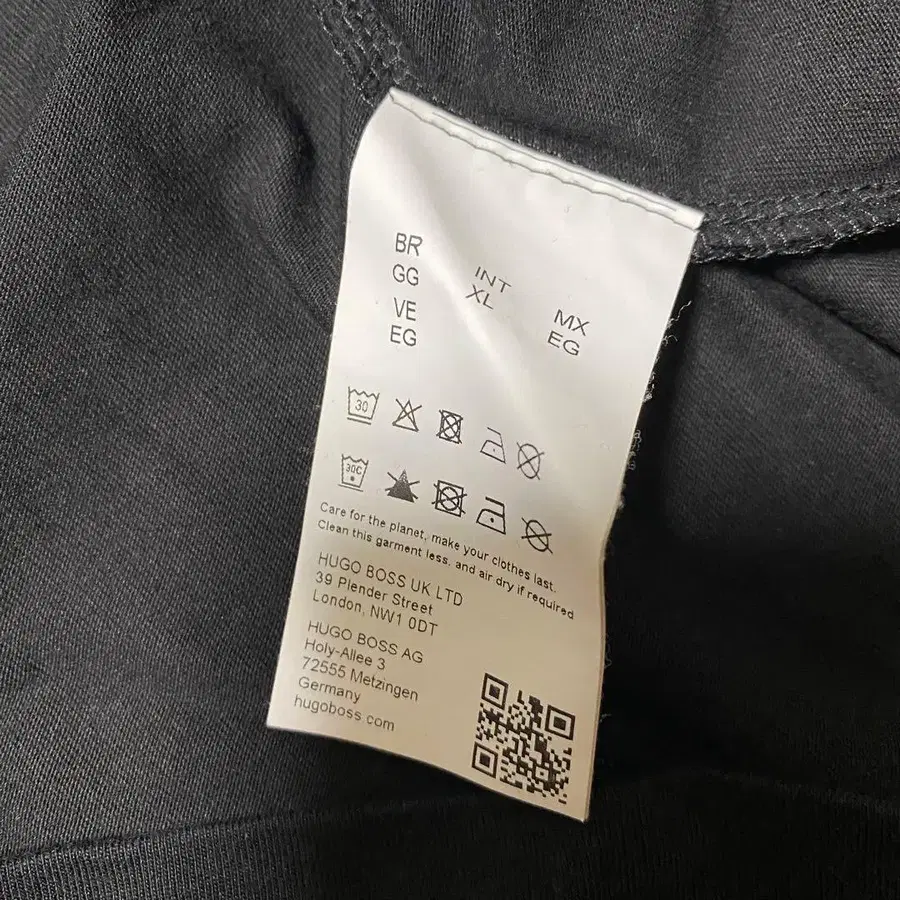 BR
GG
VE
EG
INT
XL
MX
EG
30
30C
Care for the planet, make your clothes last.
Clean this garment less, and air dry if required
HUGO BOSS UK LTD
39 Plender Street
London, NW1 0DT
HUGO BOSS AG
Holy-Allee 3
72555 Metzingen
Germany
hugoboss.com